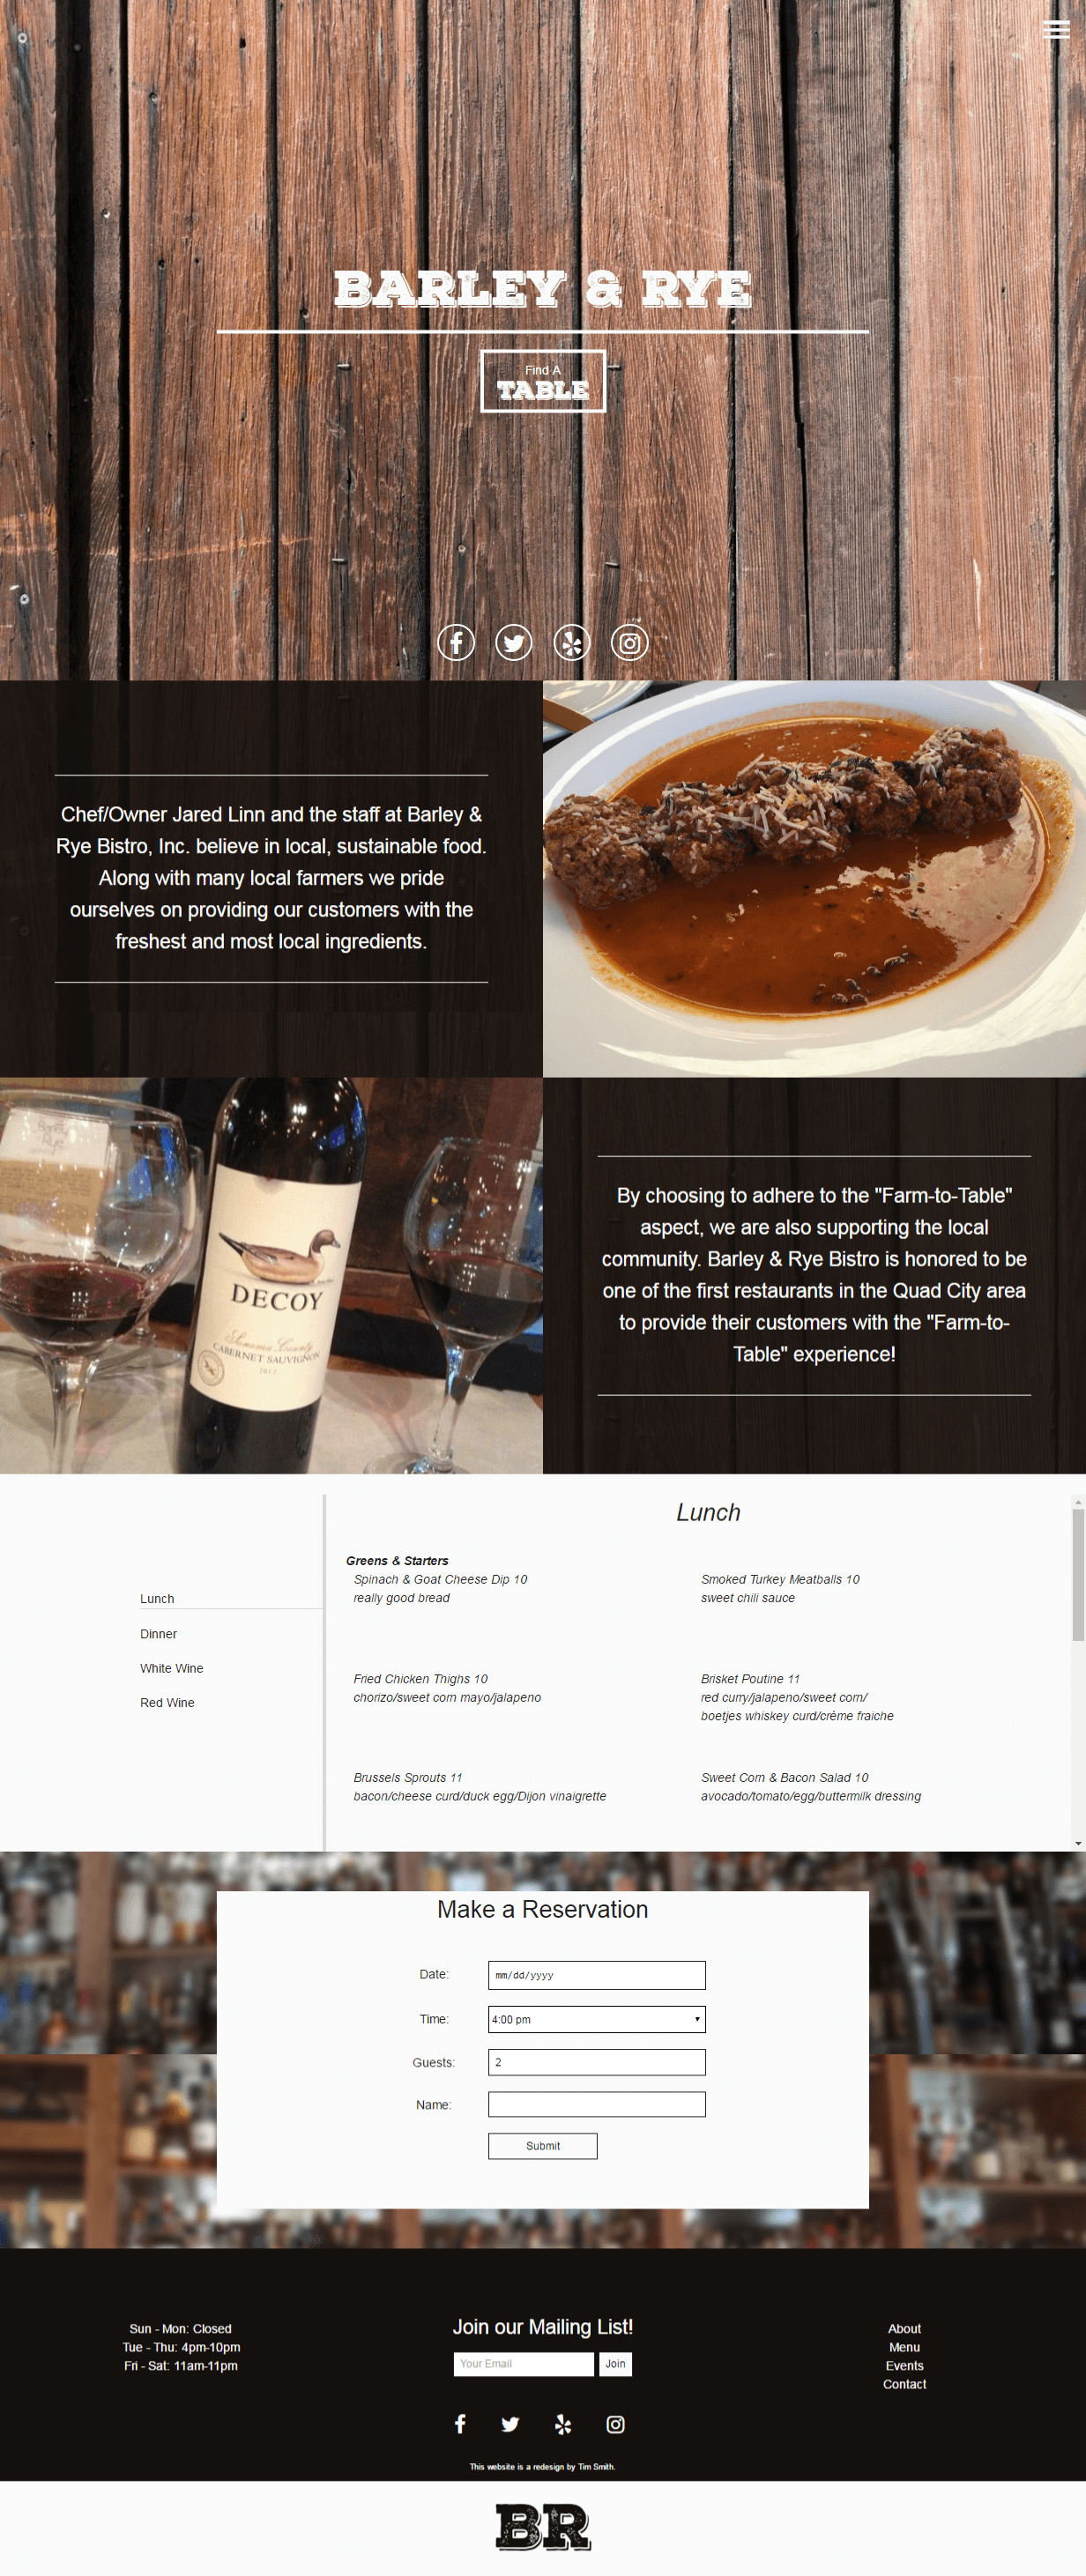 BARLEY & RYE
Find A
TABLE
Chef/Owner Jared Linn and the staff at Barley &
Rye Bistro, Inc. believe in local, sustainable food.
Along with many local farmers we pride
ourselves on providing our customers with the
freshest and most local ingredients.
DECOY
Sonoma County
CABERNET SAUVIGNON
By choosing to adhere to the "Farm-to-Table"
aspect, we are also supporting the local
community. Barley & Rye Bistro is honored to be
one of the first restaurants in the Quad City area
to provide their customers with the "Farm-to-
Table" experience!
Lunch
Dinner
White Wine
Red Wine
Lunch
Greens & Starters
Spinach & Goat Cheese Dip 10
really good bread
Smoked Turkey Meatballs 10
sweet chili sauce
Fried Chicken Thighs 10
chorizo/sweet corn mayo/jalapeno
Brisket Poutine 11
red curry/jalapeno/sweet corn/
boetjes whiskey curd/crème fraiche
Brussels Sprouts 11
bacon/cheese curd/duck egg/Dijon vinaigrette
Sweet Corn & Bacon Salad 10
avocado/tomato/egg/buttermilk dressing
Make a Reservation
Date: mm/dd/yyyy
Time: 4:00 pm
Guests: 2
Name:
Submit
Sun - Mon: Closed
Tue - Thu: 4pm-10pm
Fri - Sat: 11am-11pm
Join our Mailing List!
Your Email Join
About
Menu
Events
Contact
This website is a redesign by Tim Smith.
BR